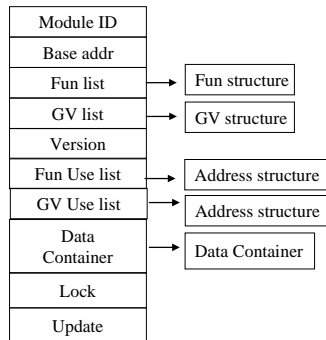 Module ID
Base addr
Fun list
Fun structure
GV list
GV structure
Version
Fun Use list
Address structure
GV Use list
Address structure
Data
Container
Data Container
Lock
Update